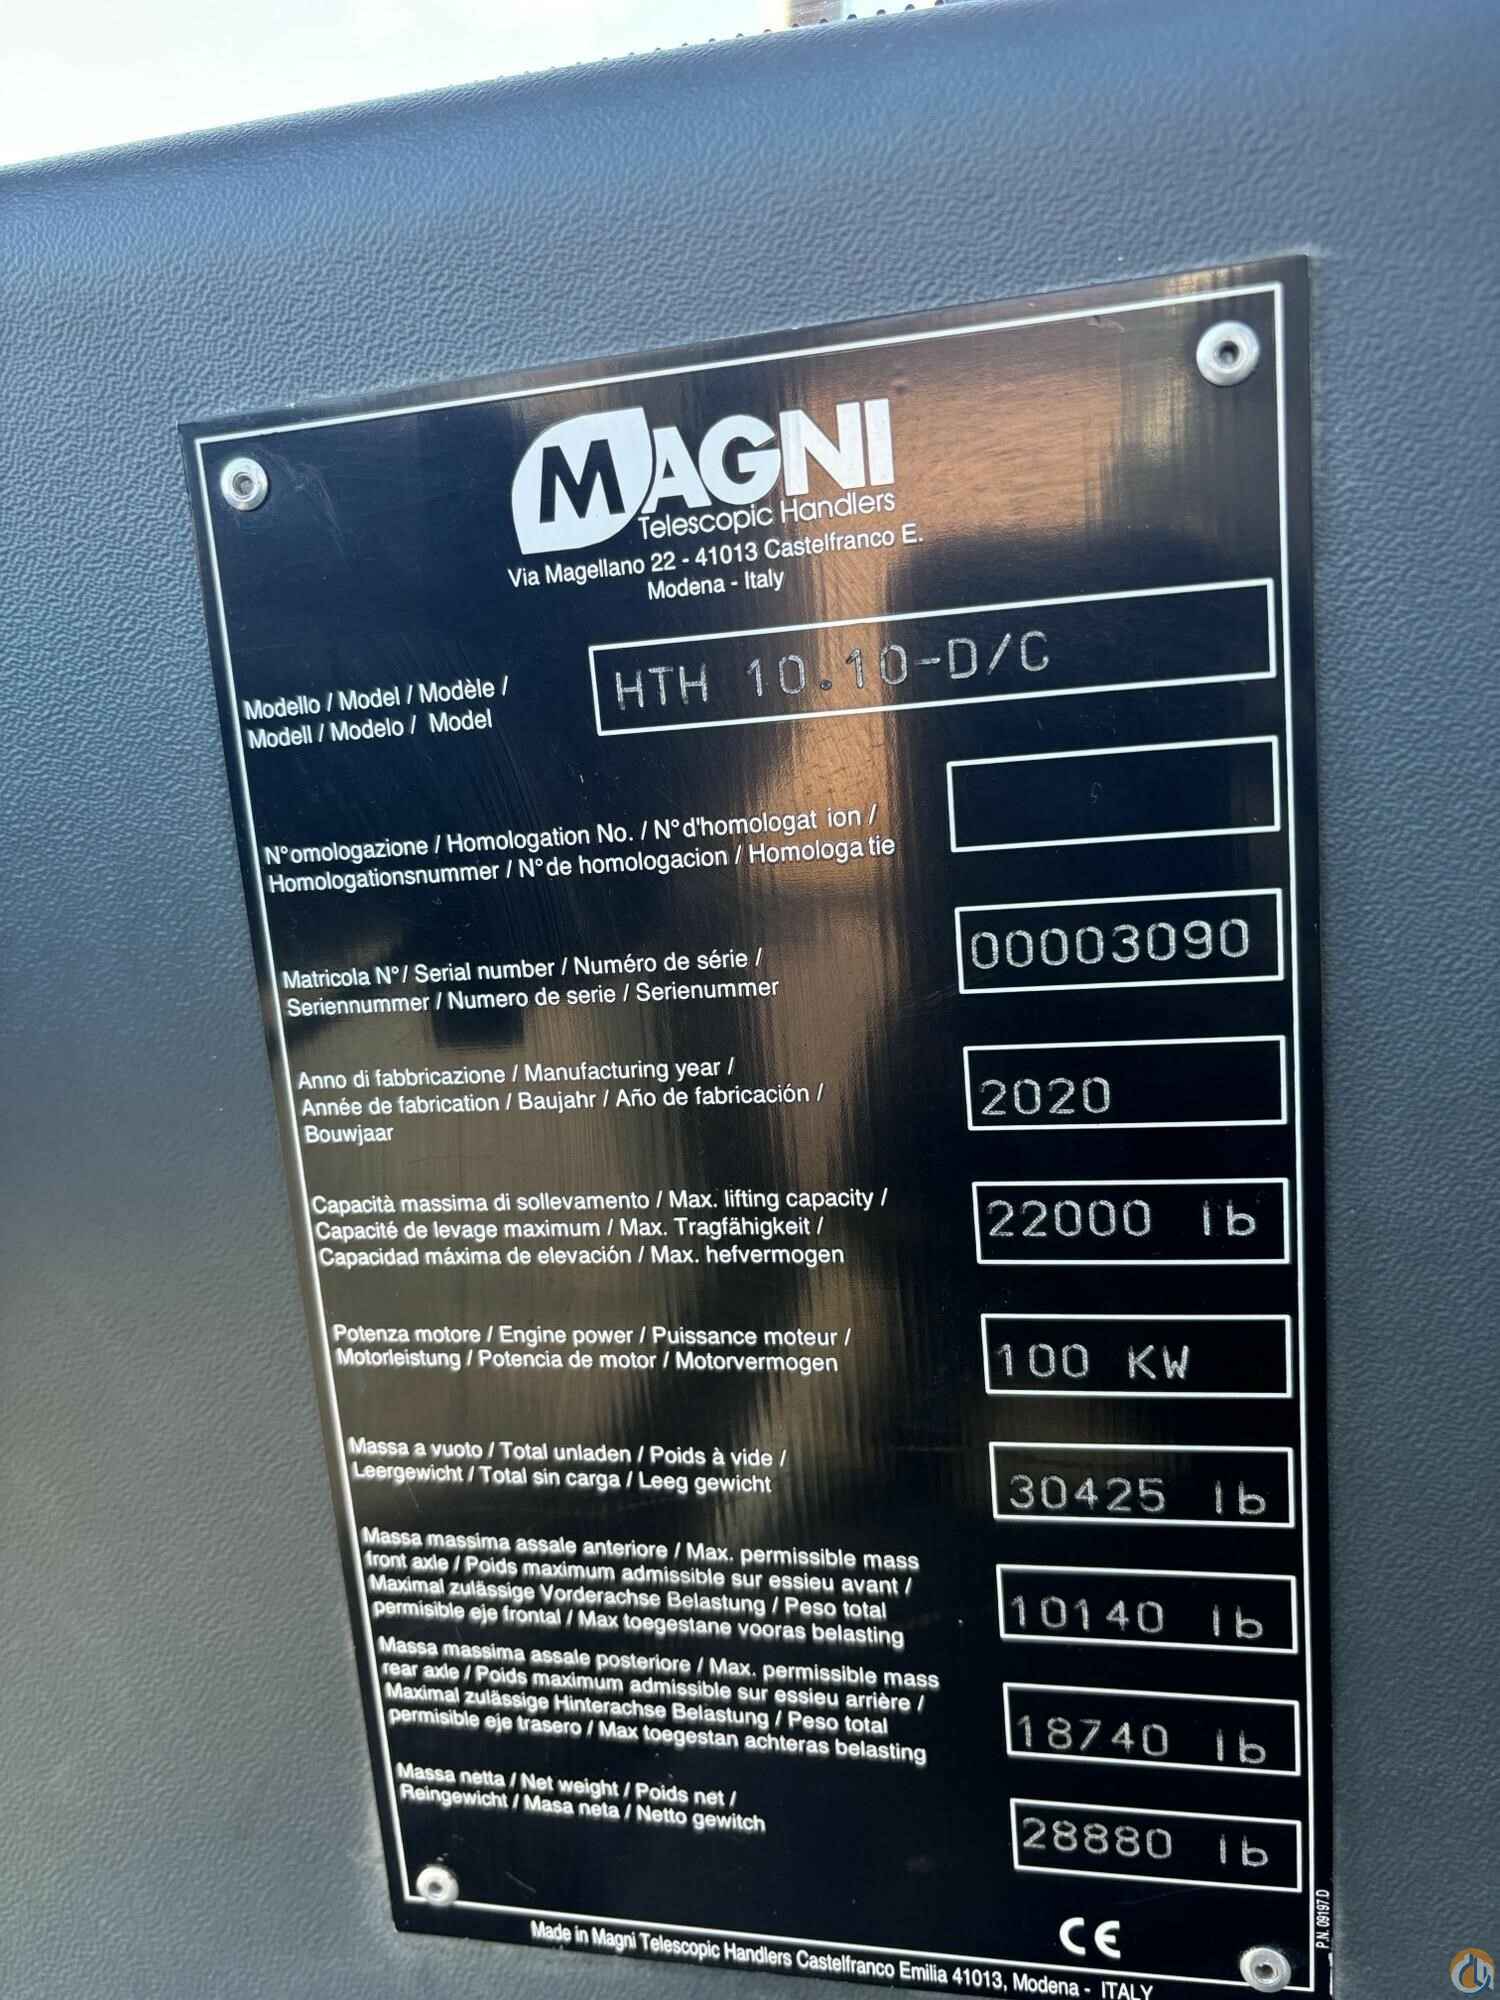 MAGNI
Telescopic Handlers
Via Magellano 22 - 41013 Castelfranco E.
Modena - Italy
Modello / Model / Modèle /
Modell / Modelo / Model
HTH 10.10-D/C
N°omologazione / Homologation No. / N°d'homologat ion /
Homologationsnummer / N°de homologacion / Homologa tie
Matricola N°/ Serial number / Numéro de série /
Seriennummer / Numero de serie / Serienummer
00003090
Anno di fabbricazione / Manufacturing year /
Année de fabrication / Baujahr / Año de fabricación /
Bouwjaar
2020
Capacità massima di sollevamento / Max. lifting capacity /
Capacité de levage maximum / Max. Tragfähigkeit /
Capacidad máxima de elevación / Max. hefvermogen
22000 lb
Potenza motore / Engine power / Puissance moteur /
Motorleistung / Potencia de motor / Motorvermogen
100 KW
Massa a vuoto / Total unladen / Poids à vide /
Leergewicht / Total sin carga / Leeg gewicht
30425 lb
Massa massima assale anteriore / Max. permissible mass
front axle / Poids maximum admissible sur essieu avant /
Maximal zulässige Vorderachse Belastung / Peso total
permisible eje frontal / Max toegestane vooras belasting
10140 lb
Massa massima assale posteriore / Max. permissible mass
rear axle / Poids maximum admissible sur essieu arrière /
Maximal zulässige Hinterachse Belastung / Peso total
permisible eje trasero / Max toegestan achteras belasting
18740 lb
Massa netta / Net weight / Poids net /
Reingewicht / Masa neta / Netto gewitch
28880 lb
CE
P.N. 09197.D
Made in Magni Telescopic Handlers Castelfranco Emilia 41013, Modena - ITALY